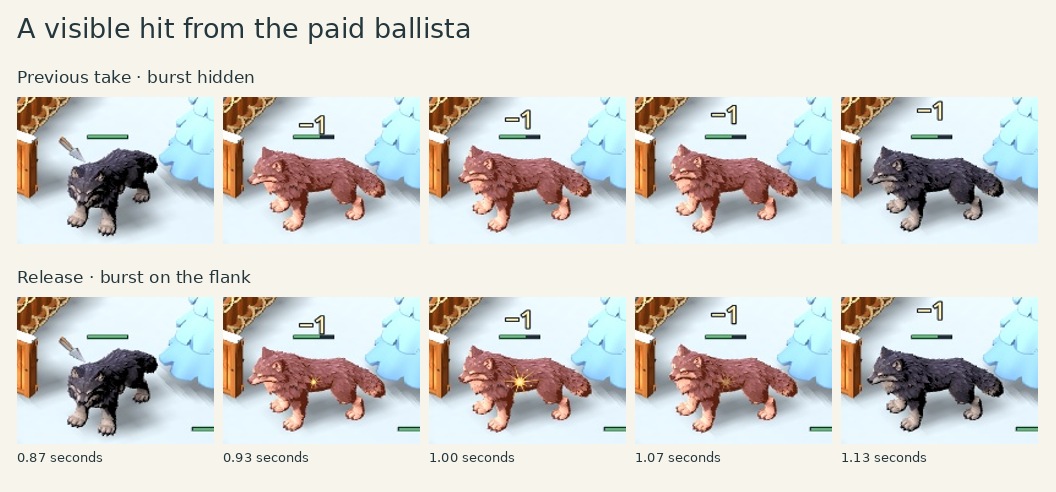 A visible hit from the paid ballista
Previous take · burst hidden
-1 -1 -1 -1
Release · burst on the flank
-1 -1 -1 -1
0.87 seconds 0.93 seconds 1.00 seconds 1.07 seconds 1.13 seconds